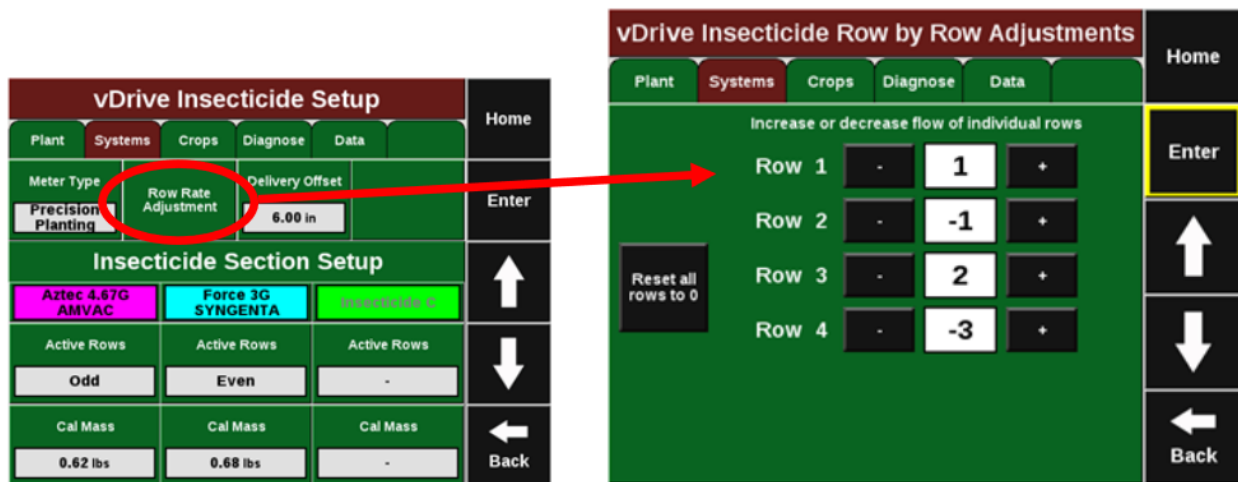 vDrive Insecticide Setup
Home
Plant Systems Crops Diagnose Data
Meter Type
Row Rate
Adjustment
Delivery Offset
Precision
Planting
6.00 in
Enter
Insecticide Section Setup
Aztec 4.67G
AMVAC
Force 3G
SYNGENTA
Insecticide C
Active Rows Active Rows Active Rows
Odd Even -
Cal Mass Cal Mass Cal Mass
0.62 lbs 0.68 lbs -
Back
vDrive Insecticide Row by Row Adjustments
Home
Plant Systems Crops Diagnose Data
Increase or decrease flow of individual rows
Row 1 - 1 +
Enter
Row 2 - -1 +
Reset all
rows to 0
Row 3 - 2 +
Row 4 - -3 +
Back